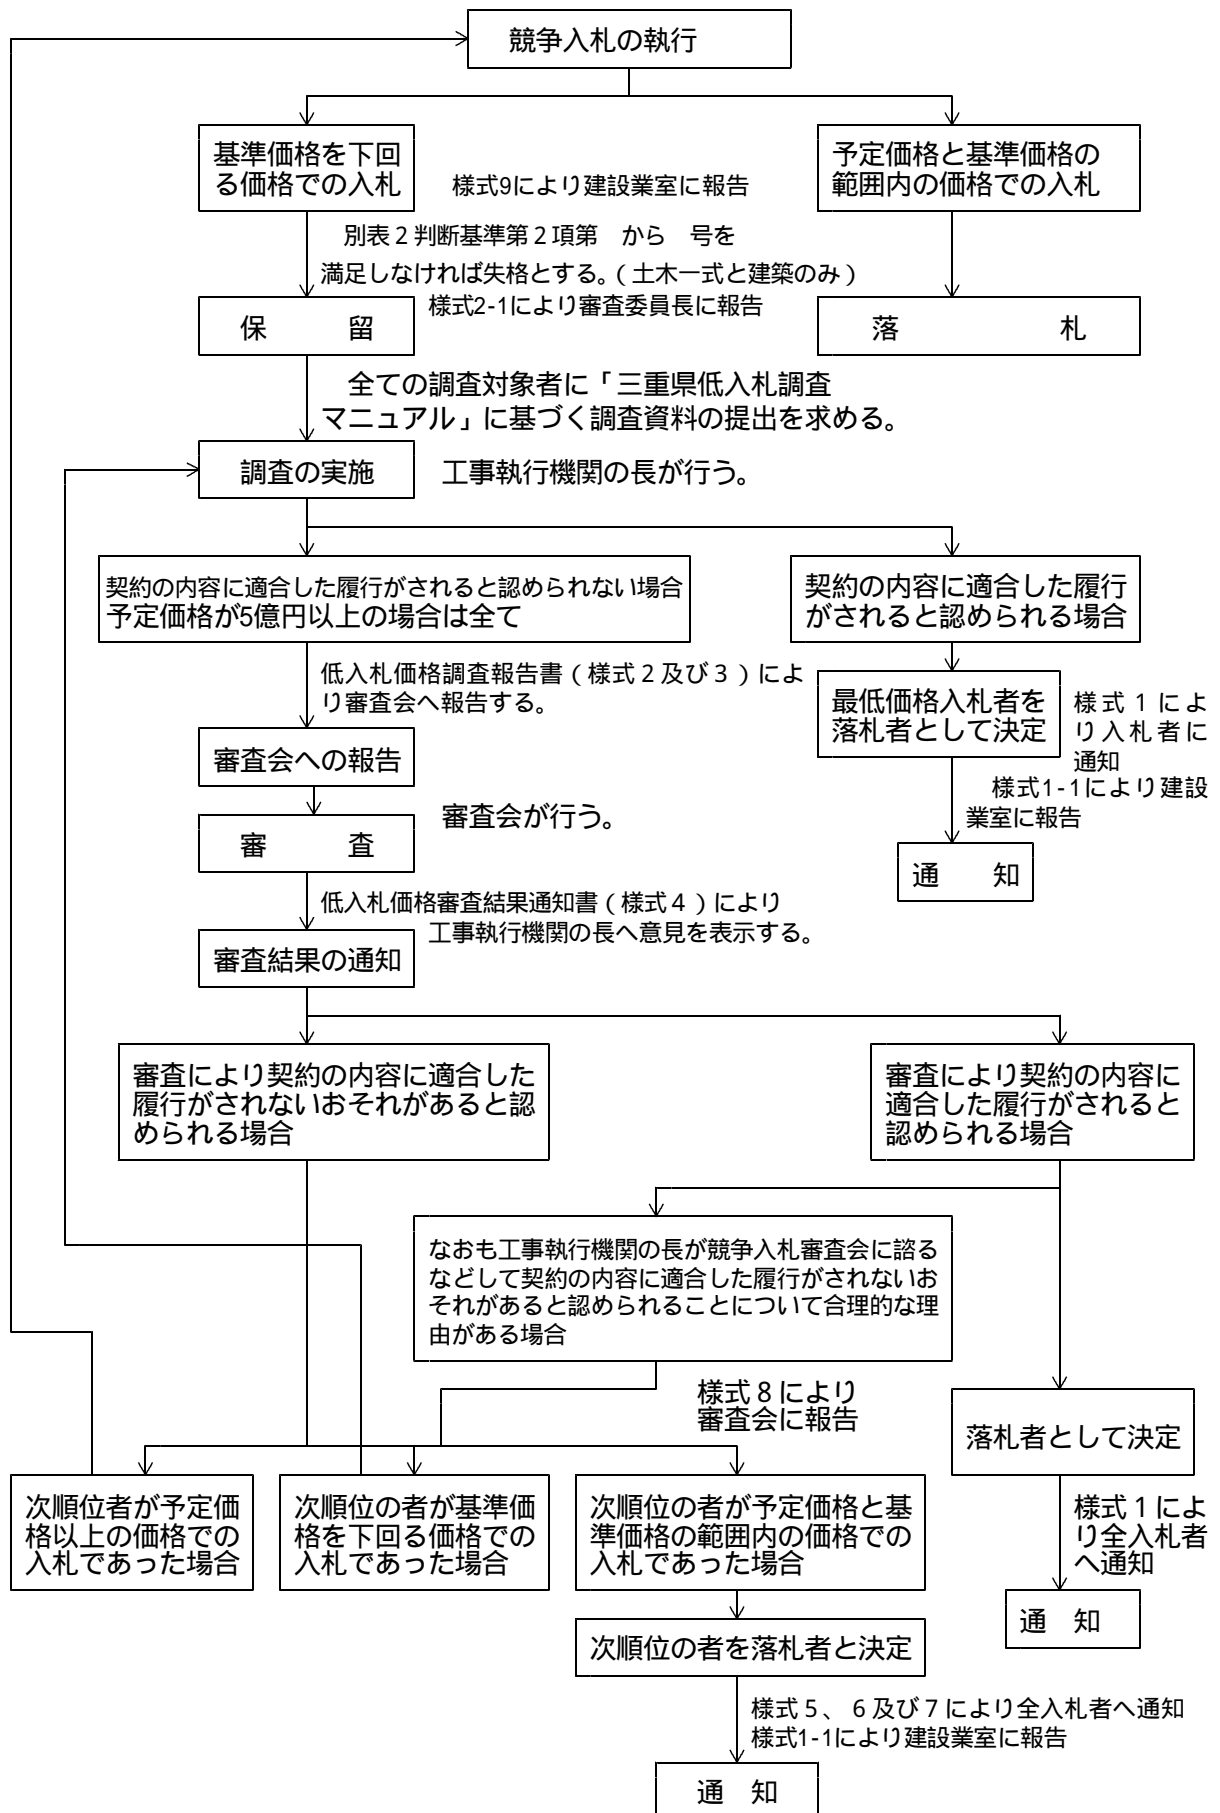 競争入札の執行
基準価格を下回
る価格での入札
予定価格と基準価格の
範囲内の価格での入札
様式9により建設業室に報告
別表２判断基準第２項第　から　号を
満足しなければ失格とする。（土木一式と建築のみ）
様式2-1により審査委員長に報告
保　　　留
落　　　　　　札
全ての調査対象者に「三重県低入札調査
マニュアル」に基づく調査資料の提出を求める。
調査の実施
工事執行機関の長が行う。
契約の内容に適合した履行がされると認められない場合
予定価格が5億円以上の場合は全て
契約の内容に適合した履行
がされると認められる場合
低入札価格調査報告書（様式２及び３）によ
り審査会へ報告する。
最低価格入札者を
落札者として決定
様式１によ
り入札者に
通知
審査会への報告
様式1-1により建設
業室に報告
審査会が行う。
審　　　査
通　　知
低入札価格審査結果通知書（様式４）により
工事執行機関の長へ意見を表示する。
審査結果の通知
審査により契約の内容に適合した
履行がされないおそれがあると認
められる場合
審査により契約の内容に
適合した履行がされると
認められる場合
なおも工事執行機関の長が競争入札審査会に諮る
などして契約の内容に適合した履行がされないお
それがあると認められることについて合理的な理
由がある場合
様式８により
審査会に報告
落札者として決定
次順位者が予定価
格以上の価格での
入札であった場合
次順位の者が基準価
格を下回る価格での
入札であった場合
次順位の者が予定価格と基
準価格の範囲内の価格での
入札であった場合
様式１によ
り全入札者
へ通知
通　知
次順位の者を落札者と決定
様式５、６及び７により全入札者へ通知
様式1-1により建設業室に報告
通　知